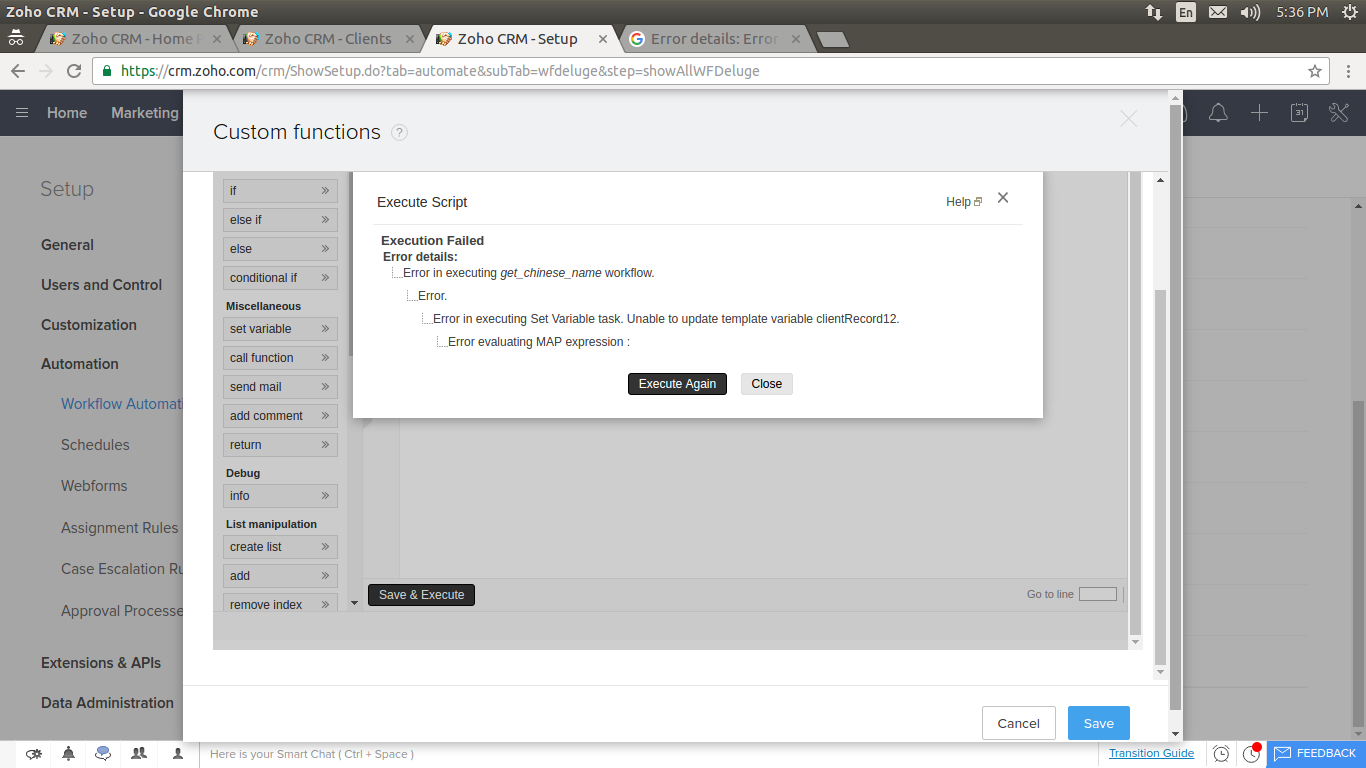 Zoho CRM - Setup - Google Chrome
En
5:36 PM
Zoho CRM - Home P
Zoho CRM - Clients
Zoho CRM - Setup
Error details: Error
https://crm.zoho.com/crm/ShowSetup.do?tab=automate&subTab=wfdeluge&step=showAllWFDeluge
Home
Marketing
31
Custom functions
?
Setup
General
Users and Control
Customization
Automation
Workflow Automati
Schedules
Webforms
Assignment Rules
Case Escalation Ru
Approval Processe
Extensions & APIs
Data Administration
if
else if
else
conditional if
Miscellaneous
set variable
call function
send mail
add comment
return
Debug
info
List manipulation
create list
add
remove index
Execute Script
Help
Execution Failed
Error details:
Error in executing get_chinese_name workflow.
Error.
Error in executing Set Variable task. Unable to update template variable clientRecord12.
Error evaluating MAP expression :
Execute Again
Close
Save & Execute
Go to line
Cancel
Save
Here is your Smart Chat ( Ctrl + Space )
Transition Guide
FEEDBACK